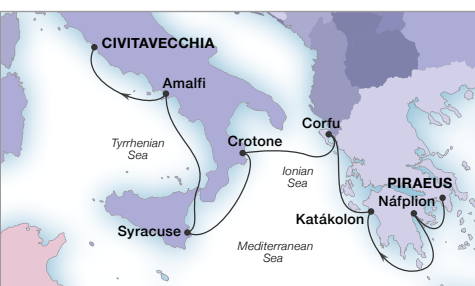 CIVITAVECCHIA
Amalfi
Tyrrhenian
Sea
Crotone
Corfu
Ionian
Sea
PIRAEUS
Náfplion
Katákolon
Syracuse
Mediterranean
Sea